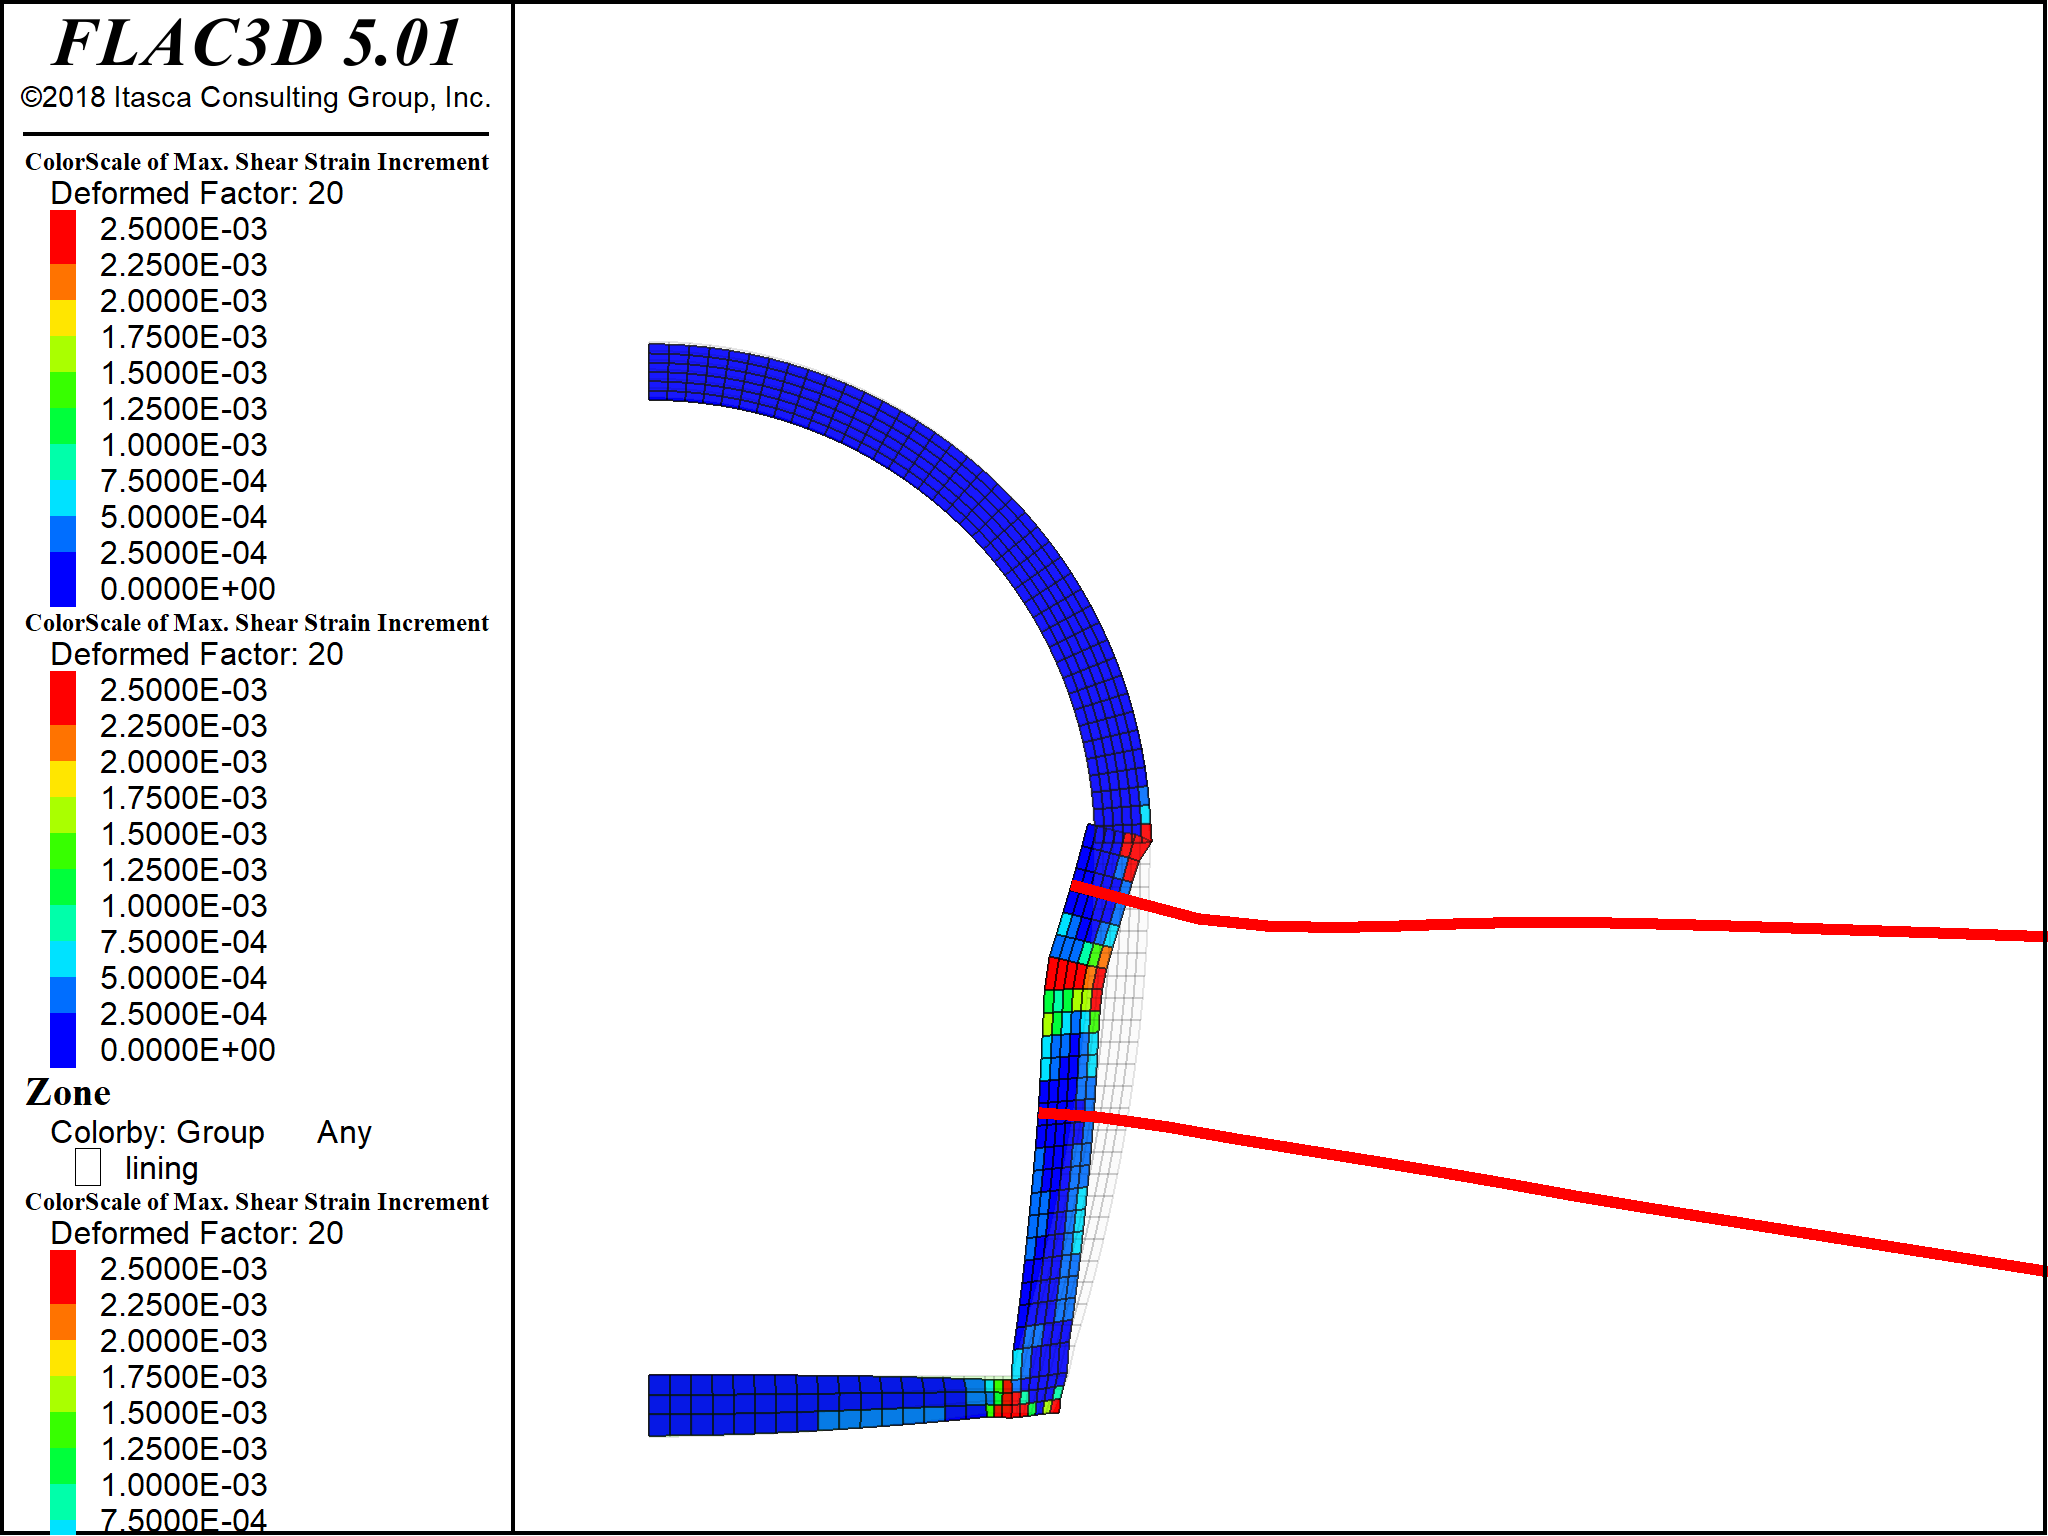 FLAC3D 5.01
©2018 Itasca Consulting Group, Inc.
ColorScale of Max. Shear Strain Increment
Deformed Factor: 20
2.5000E-03
2.2500E-03
2.0000E-03
1.7500E-03
1.5000E-03
1.2500E-03
1.0000E-03
7.5000E-04
5.0000E-04
2.5000E-04
0.0000E+00
ColorScale of Max. Shear Strain Increment
Deformed Factor: 20
2.5000E-03
2.2500E-03
2.0000E-03
1.7500E-03
1.5000E-03
1.2500E-03
1.0000E-03
7.5000E-04
5.0000E-04
2.5000E-04
0.0000E+00
Zone
Colorby: Group Any
lining
ColorScale of Max. Shear Strain Increment
Deformed Factor: 20
2.5000E-03
2.2500E-03
2.0000E-03
1.7500E-03
1.5000E-03
1.2500E-03
1.0000E-03
7.5000E-04